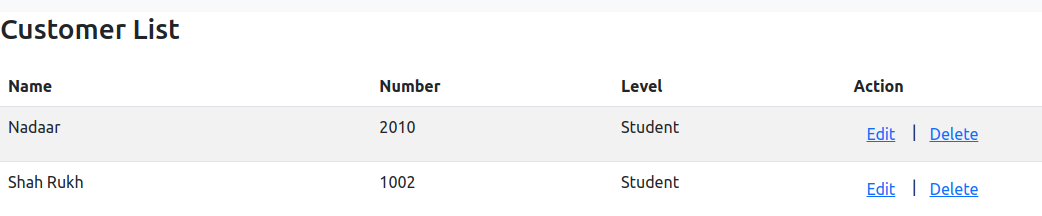 Customer List
Name Number Level Action
Nadaar 2010 Student Edit | Delete
Shah Rukh 1002 Student Edit | Delete